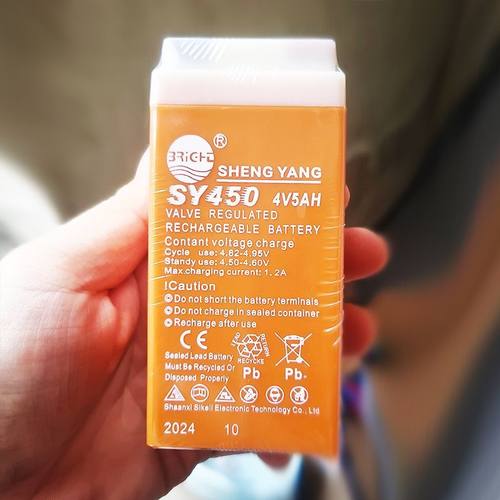 BRIGHT ®
SHENG YANG
SY450 4V5AH
VALVE REGULATED
RECHARGEABLE BATTERY
Contant voltage charge
Cycle use: 4.82-4.95V
Standy use: 4.50-4.60V
Max.charging current: 1.2A
!Caution
Do not short the battery terminals
Do not charge in sealed container
Recharge after use
CE
Sealed Lead Battery
Must Be Recycled Or
Disposed Properly
RETURN
RECYCLE
Pb
Pb
Shaanxi Sikeli Electronic Technology Co., Ltd
2024 10